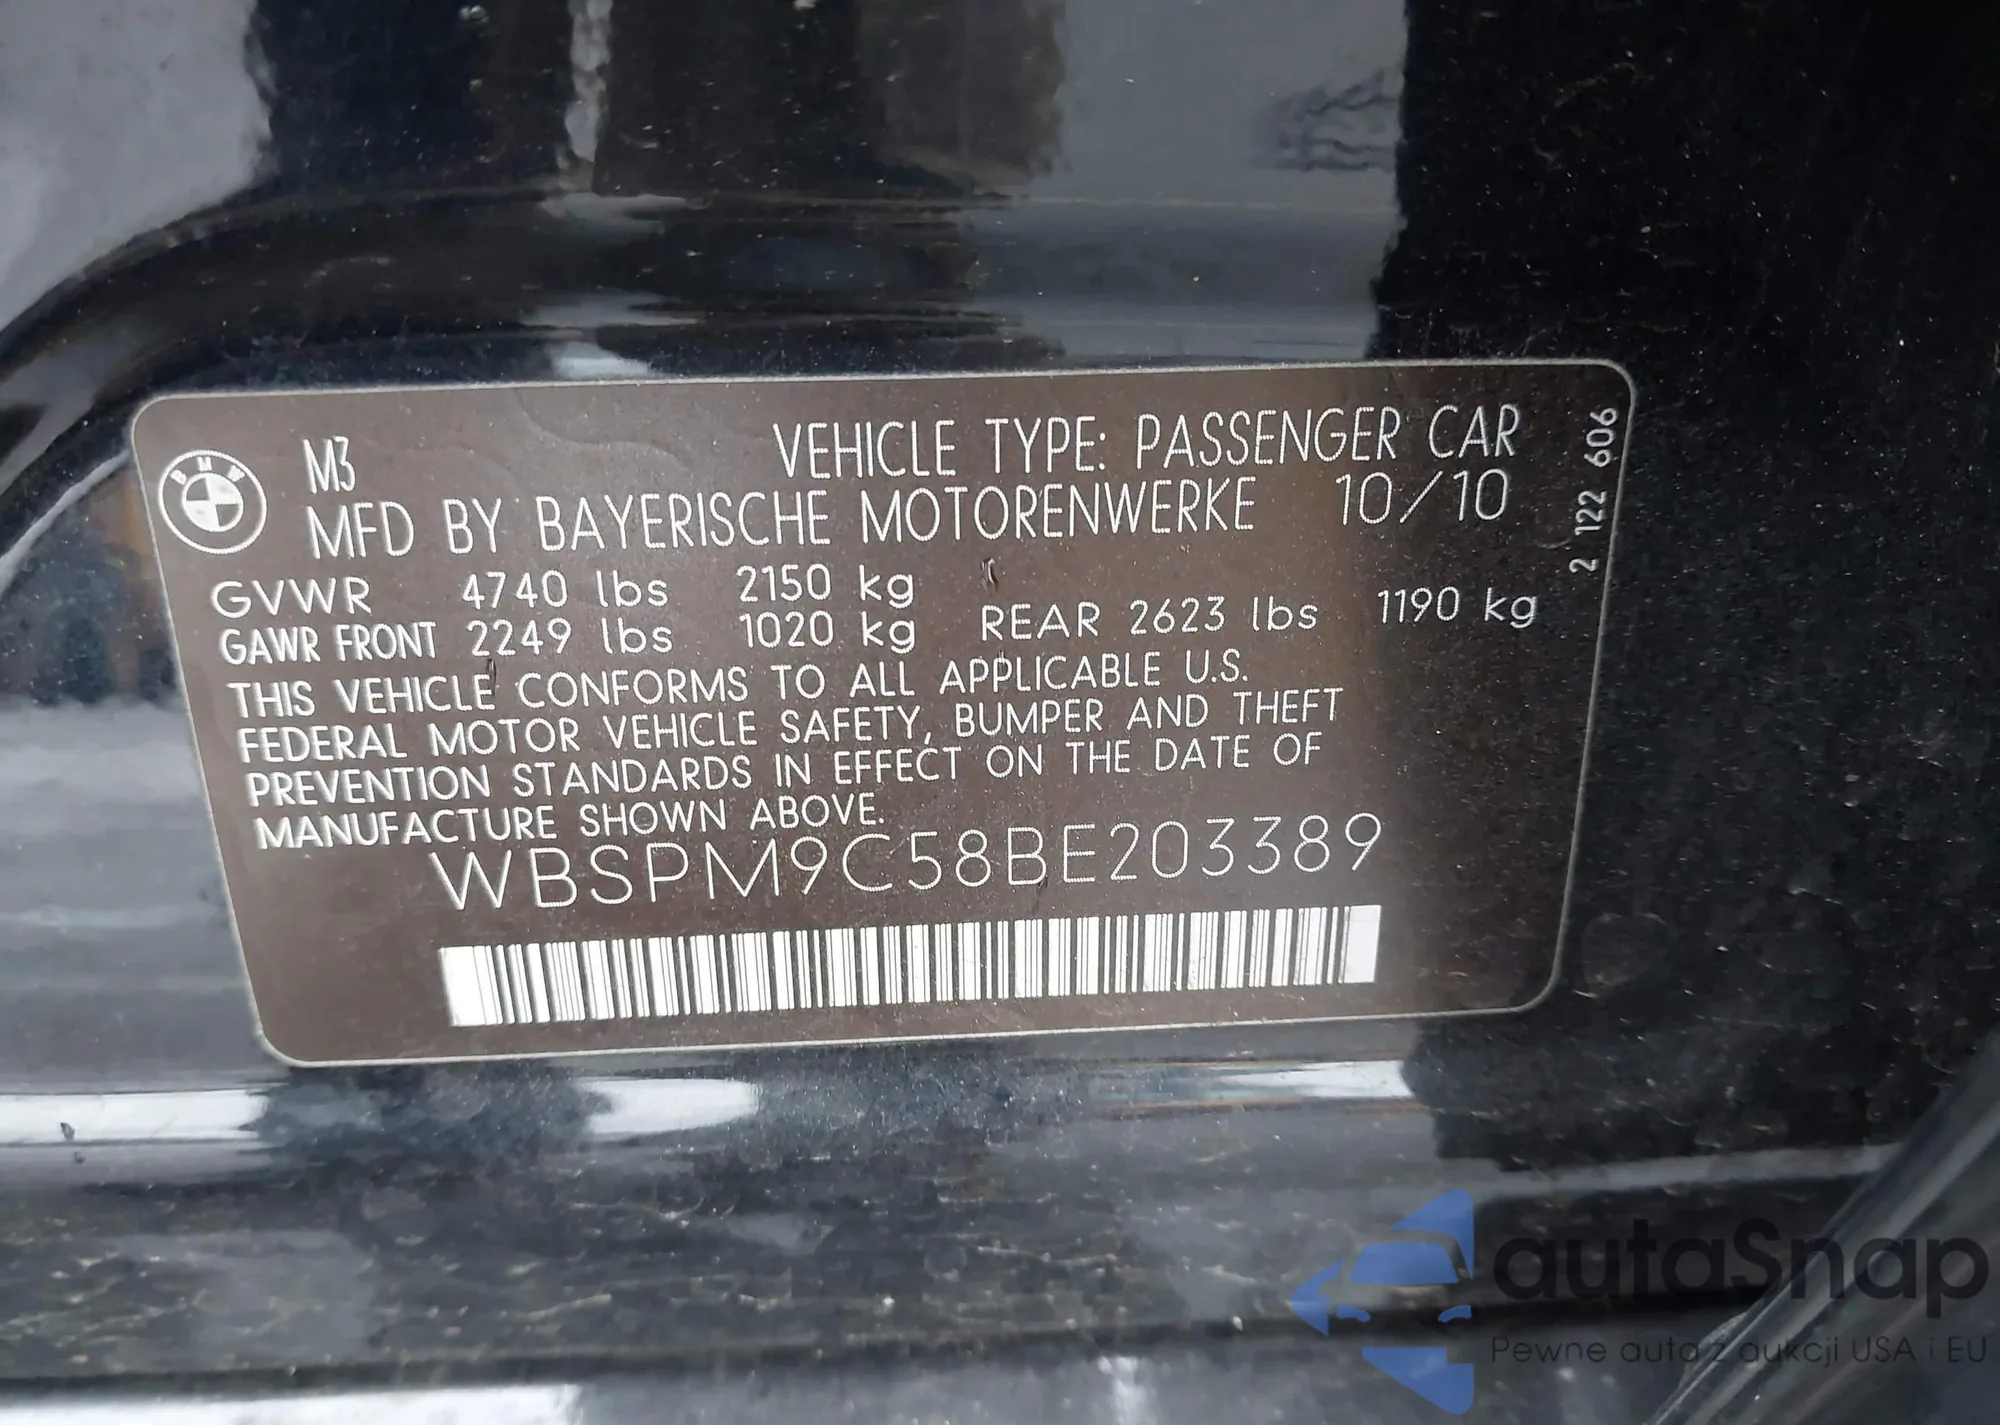 BMW
M3
VEHICLE TYPE: PASSENGER CAR
MFD BY BAYERISCHE MOTORENWERKE 10/10
GVWR 4740 lbs 2150 kg
GAWR FRONT 2249 lbs 1020 kg REAR 2623 lbs 1190 kg
THIS VEHICLE CONFORMS TO ALL APPLICABLE U.S.
FEDERAL MOTOR VEHICLE SAFETY, BUMPER AND THEFT
PREVENTION STANDARDS IN EFFECT ON THE DATE OF
MANUFACTURE SHOWN ABOVE.
WBSPM9C58BE203389
2 122 606
autaSnap
Pewne auta z aukcji USA i EU